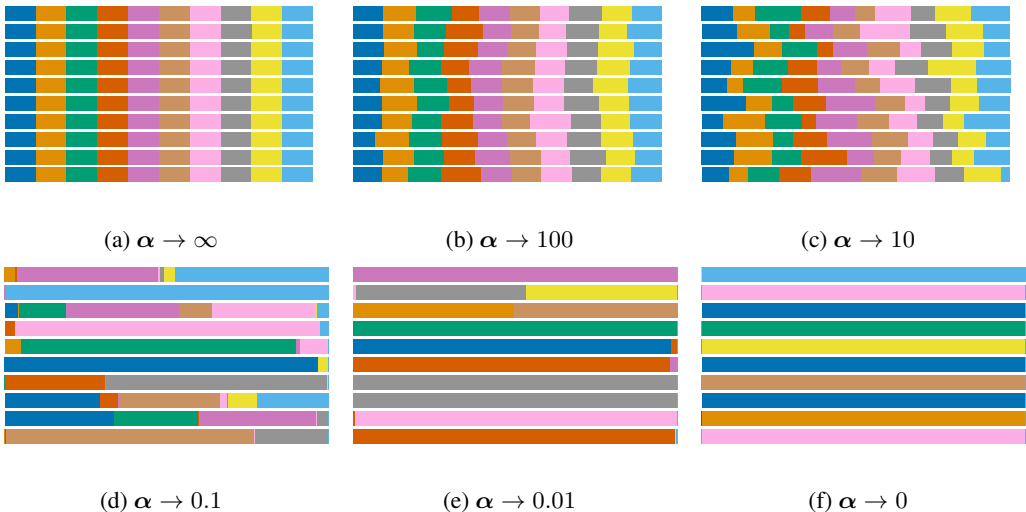 (a) α → ∞
(b) α → 100
(c) α → 10
(d) α → 0.1
(e) α → 0.01
(f) α → 0